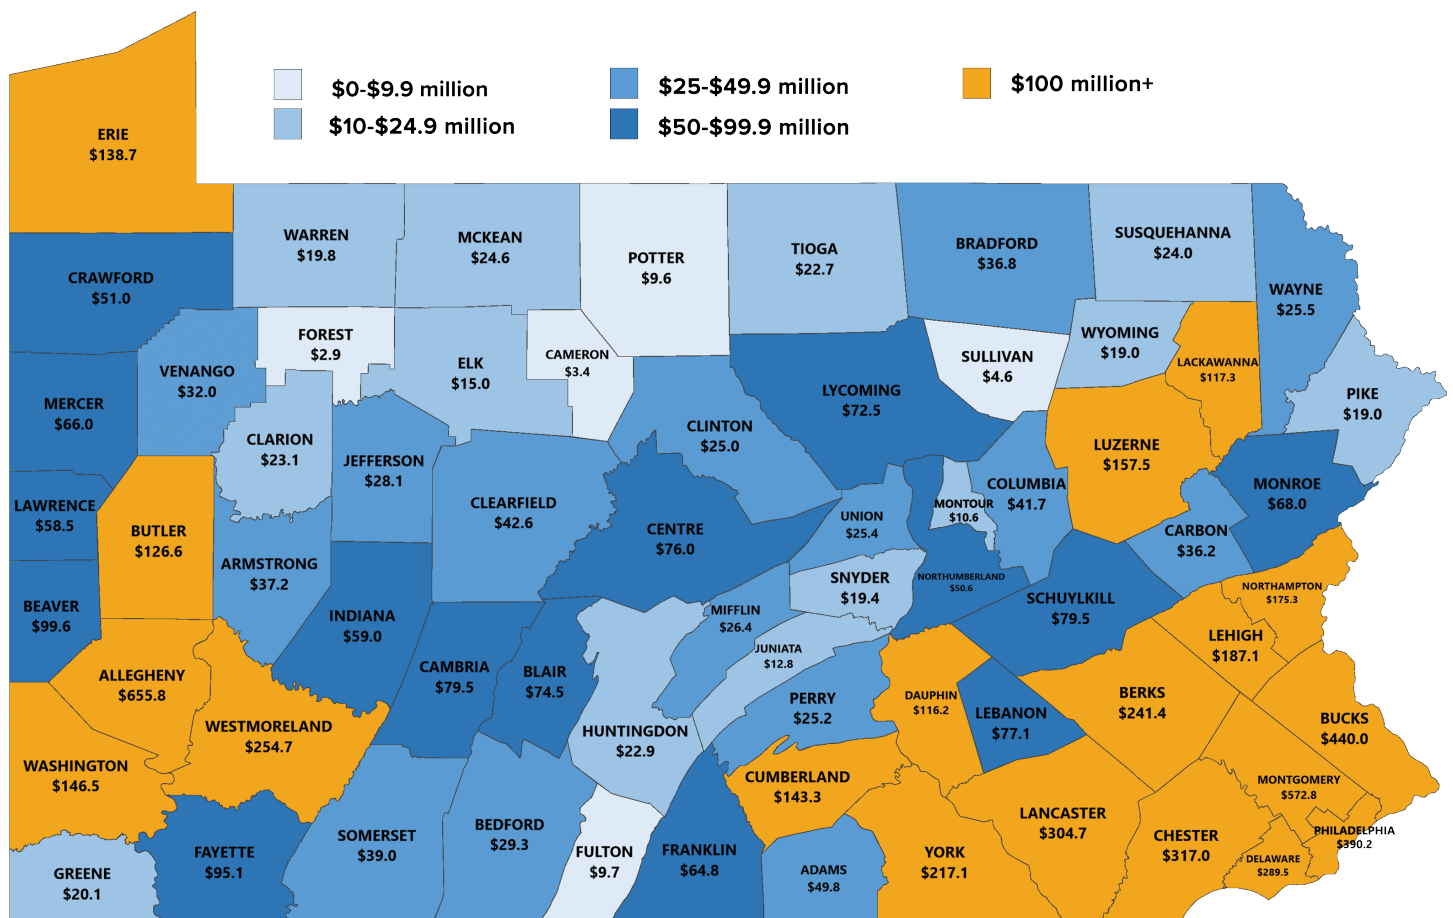 $0-$9.9 million
$10-$24.9 million
$25-$49.9 million
$50-$99.9 million
$100 million+
ERIE
$138.7
WARREN
$19.8
MCKEAN
$24.6
POTTER
$9.6
TIOGA
$22.7
BRADFORD
$36.8
SUSQUEHANNA
$24.0
WAYNE
$25.5
CRAWFORD
$51.0
FOREST
$2.9
VENANGO
$32.0
ELK
$15.0
CAMERON
$3.4
SULLIVAN
$4.6
WYOMING
$19.0
LACKAWANNA
$117.3
PIKE
$19.0
MERCER
$66.0
CLARION
$23.1
JEFFERSON
$28.1
CLINTON
$25.0
LYCOMING
$72.5
LUZERNE
$157.5
MONROE
$68.0
LAWRENCE
$58.5
BUTLER
$126.6
CLEARFIELD
$42.6
CENTRE
$76.0
UNION
$25.4
MONTOUR
$10.6
COLUMBIA
$41.7
CARBON
$36.2
BEAVER
$99.6
ARMSTRONG
$37.2
INDIANA
$59.0
SNYDER
$19.4
NORTHUMBERLAND
$50.6
SCHUYLKILL
$79.5
NORTHAMPTON
$175.3
LEHIGH
$187.1
MIFFLIN
$26.4
JUNIATA
$12.8
ALLEGHENY
$655.8
CAMBRIA
$79.5
BLAIR
$74.5
PERRY
$25.2
DAUPHIN
$116.2
LEBANON
$77.1
BERKS
$241.4
BUCKS
$440.0
WESTMORELAND
$254.7
HUNTINGDON
$22.9
WASHINGTON
$146.5
CUMBERLAND
$143.3
MONTGOMERY
$572.8
LANCASTER
$304.7
CHESTER
$317.0
PHILADELPHIA
$390.2
DELAWARE
$289.5
GREENE
$20.1
FAYETTE
$95.1
SOMERSET
$39.0
BEDFORD
$29.3
FULTON
$9.7
FRANKLIN
$64.8
ADAMS
$49.8
YORK
$217.1